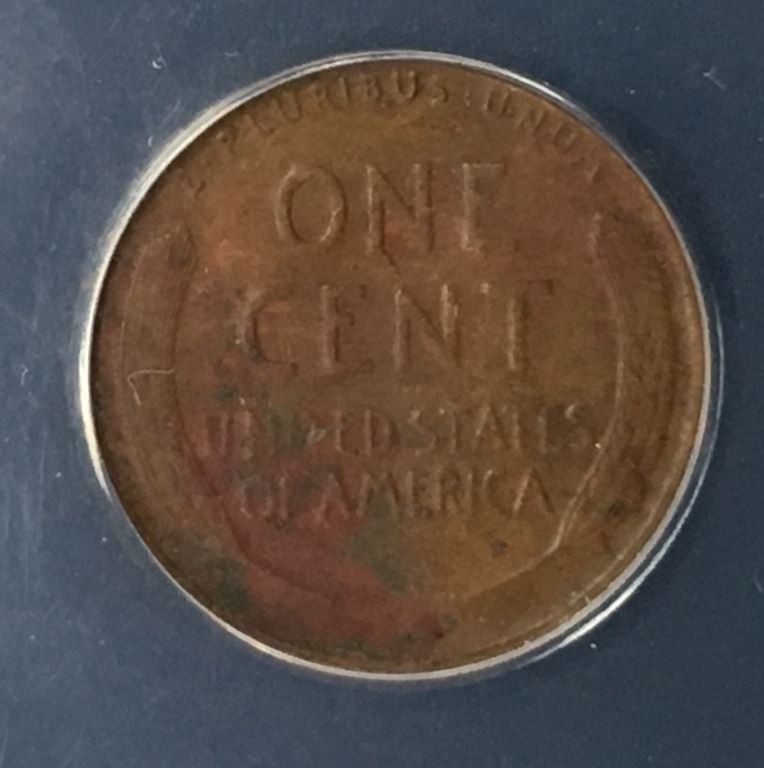 E PLURIBUS UNUM
ONE
CENT
UNITED STATES
OF AMERICA